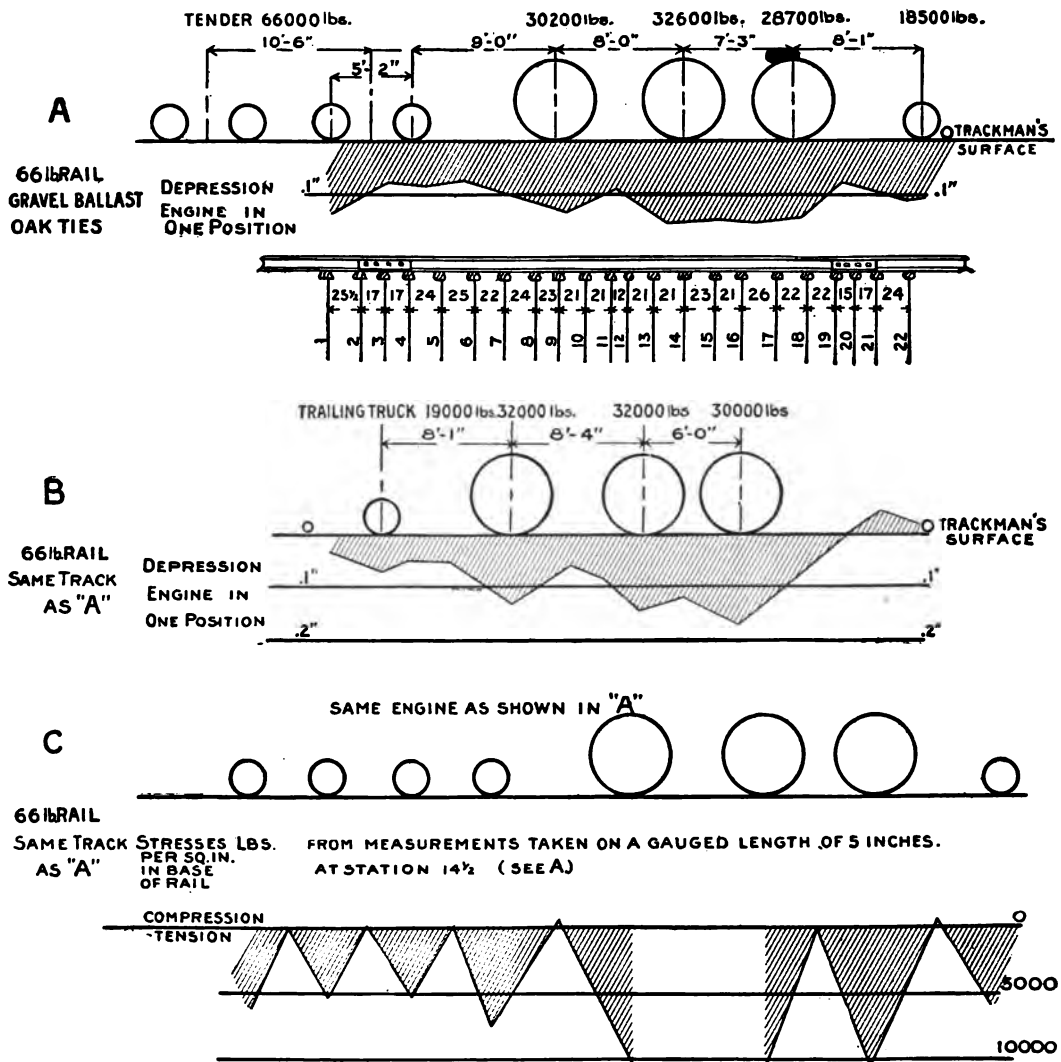 TENDER 66000 lbs. 30200 lbs. 32600 lbs. 28700 lbs. 18500 lbs.
10'-6" 9'-0" 8'-0" 7'-3" 8'-1"
5'-2"
A
TRACKMAN'S
SURFACE
66 lb RAIL
GRAVEL BALLAST
OAK TIES
DEPRESSION
ENGINE IN
ONE POSITION
.1" .1"
25½ 17 17 24 25 22 24 23 21 21 12 21 21 23 21 26 22 22 15 17 24
1 2 3 4 5 6 7 8 9 10 11 12 13 14 15 16 17 18 19 20 21 22
TRAILING TRUCK 19000 lbs. 32000 lbs. 32000 lbs 30000 lbs
8'-1" 8'-4" 6'-0"
B
O O TRACKMAN'S
SURFACE
66 lb RAIL
SAME TRACK
AS "A"
DEPRESSION
ENGINE IN
ONE POSITION
.1" .1"
.2" .2"
SAME ENGINE AS SHOWN IN "A"
C
66 lb RAIL
SAME TRACK
AS "A"
STRESSES LBS.
PER SQ. IN.
IN BASE
OF RAIL
FROM MEASUREMENTS TAKEN ON A GAUGED LENGTH OF 5 INCHES.
AT STATION 14½ (SEE A.)
COMPRESSION
-TENSION
O
5000
10000